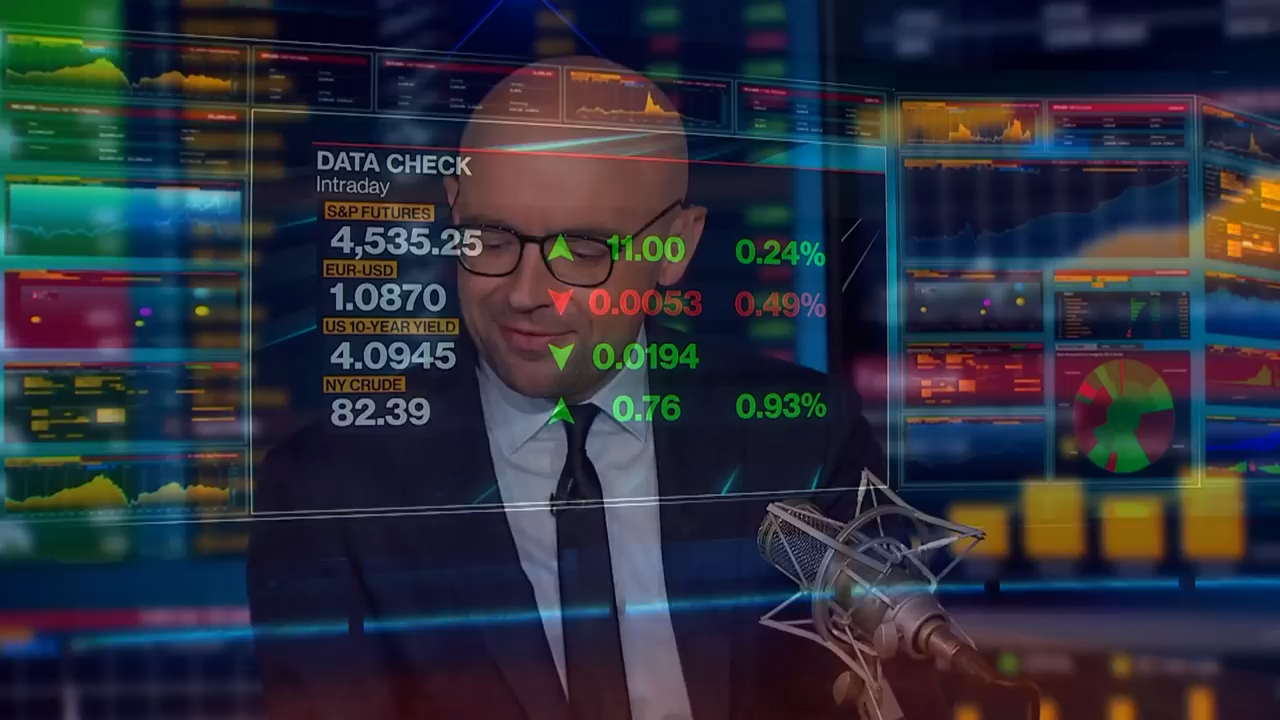 DATA CHECK
Intraday
S&P FUTURES
4,535.25 ▲ 11.00 0.24%
EUR-USD
1.0870 ▼ 0.0053 0.49%
US 10-YEAR YIELD
4.0945 ▼ 0.0194
NY CRUDE
82.39 ▲ 0.76 0.93%